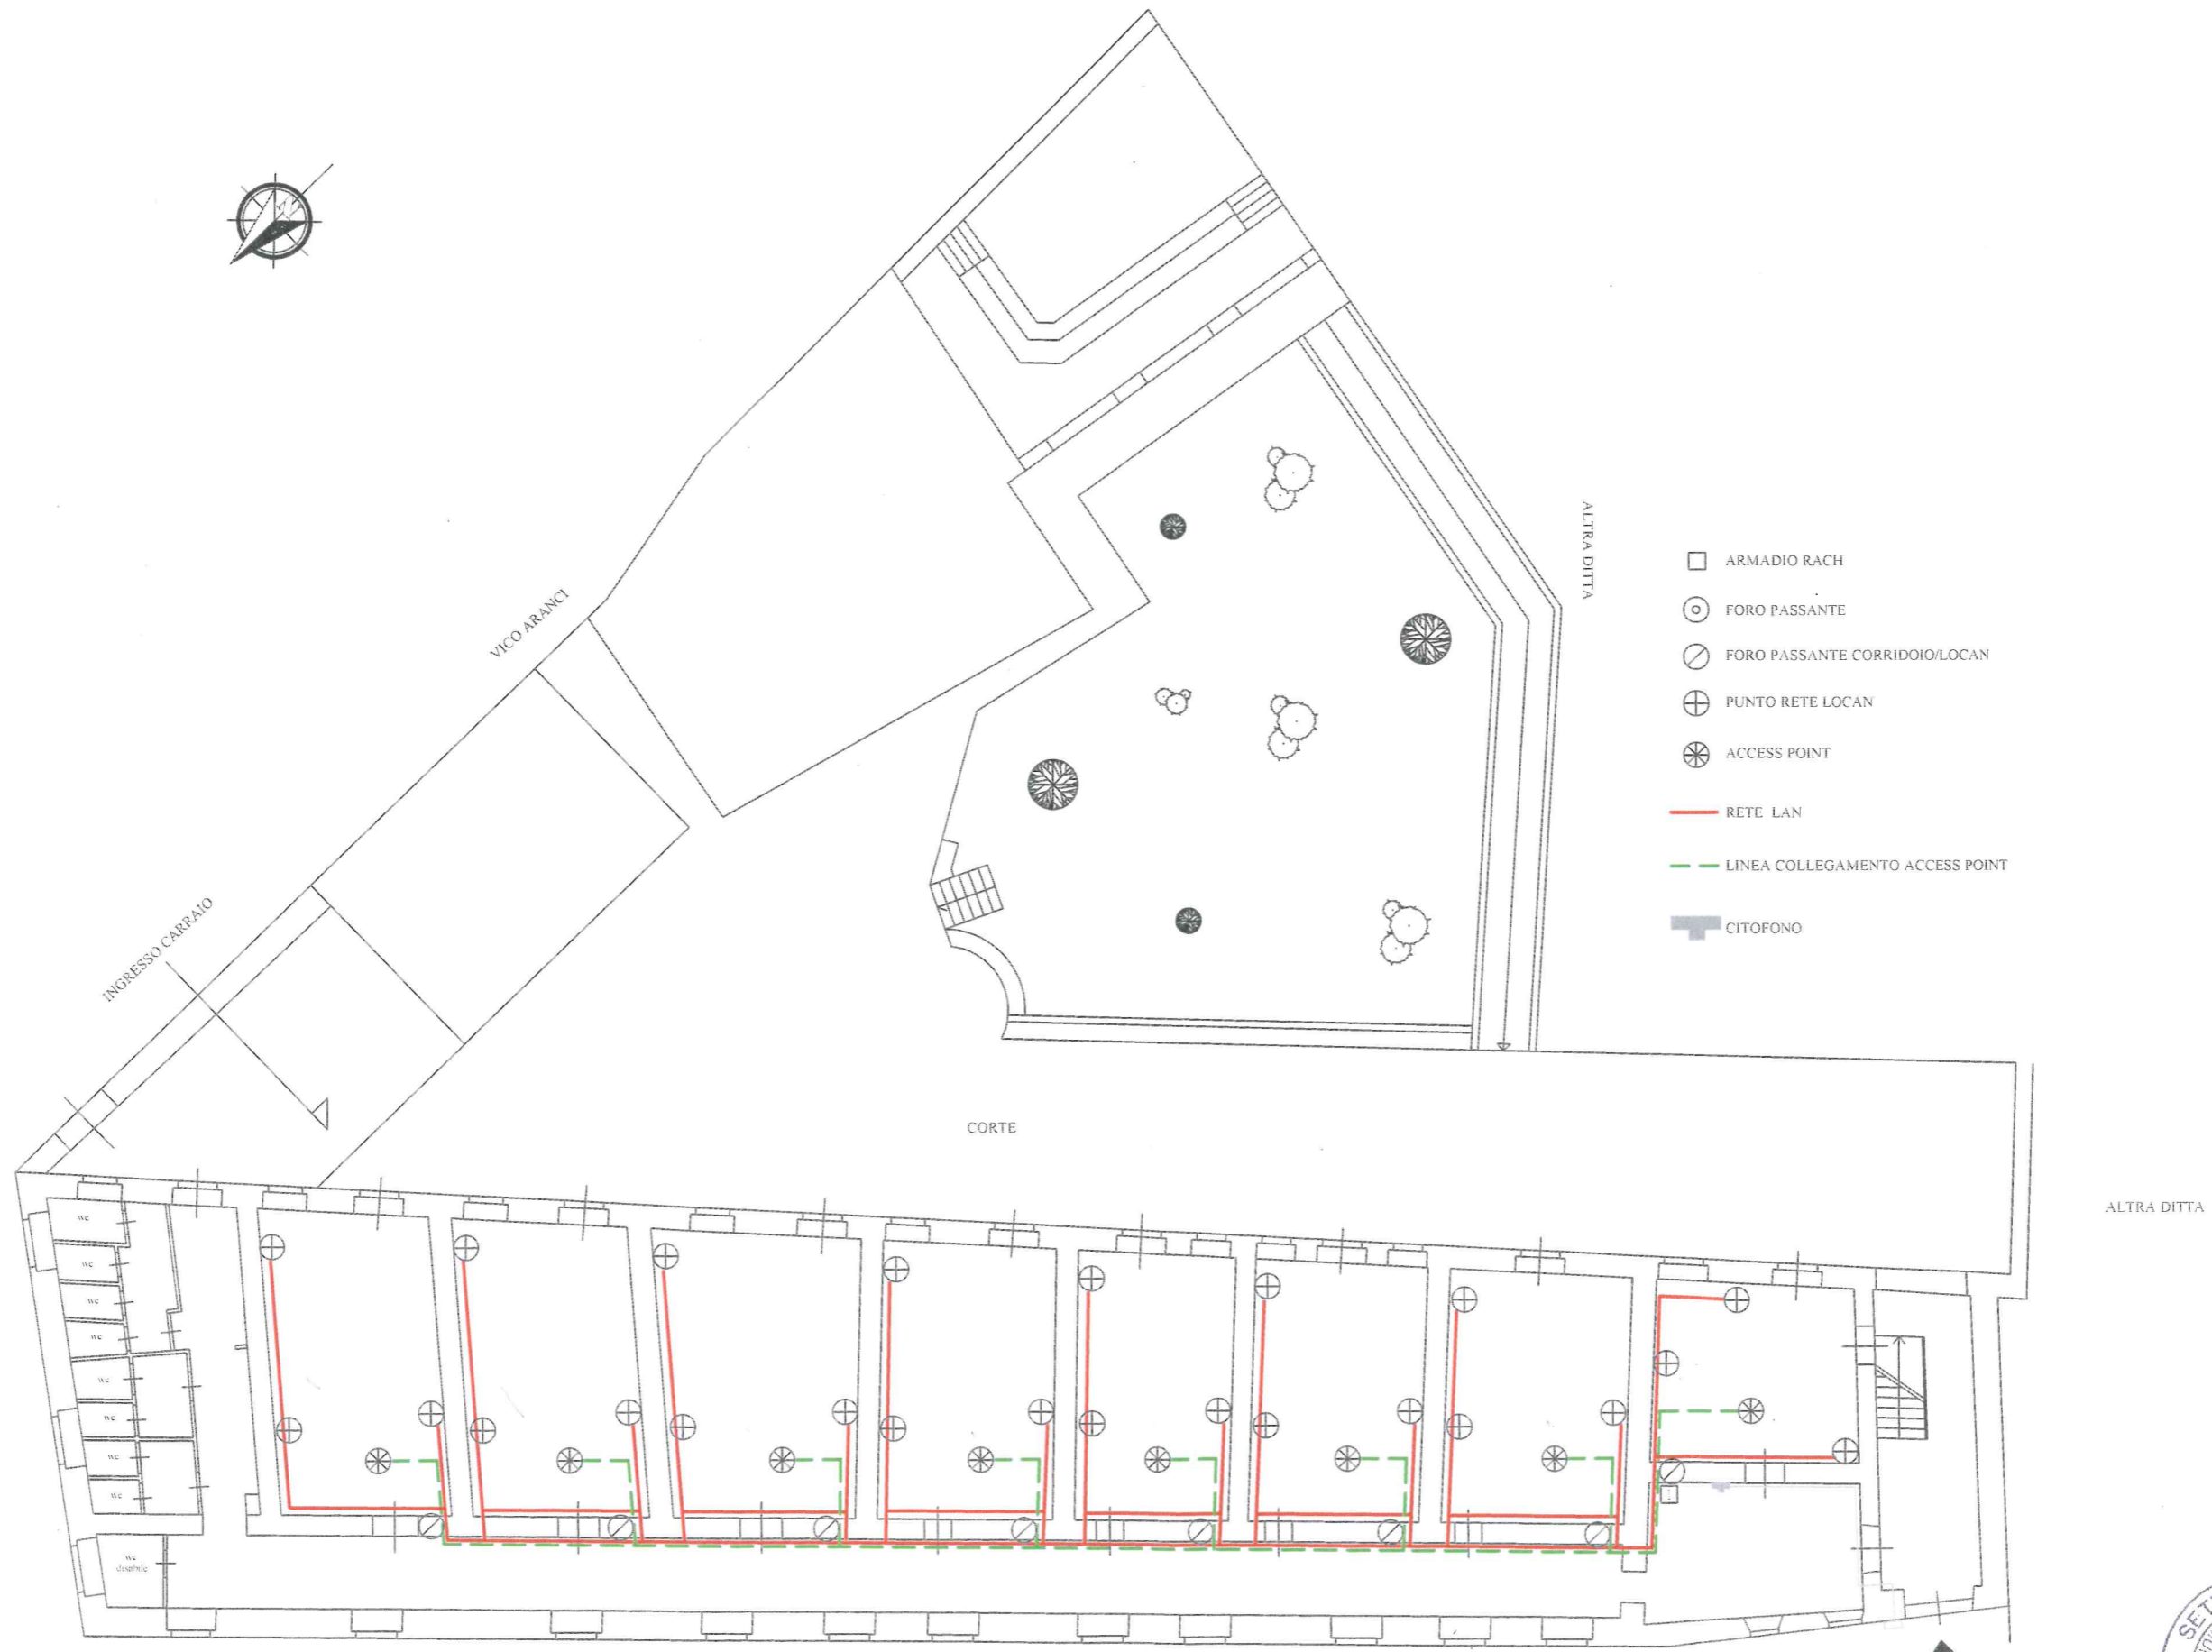 VICO ARANCI
INGRESSO CARRAIO
ALTRA DITTA
ARMADIO RACH
FORO PASSANTE
FORO PASSANTE CORRIDOIO/LOCAN
PUNTO RETE LOCAN
ACCESS POINT
RETE LAN
LINEA COLLEGAMENTO ACCESS POINT
CITOFONO
CORTE
ALTRA DITTA
wc
wc
wc
wc
wc
wc
wc
wc
wc
disabile
SET